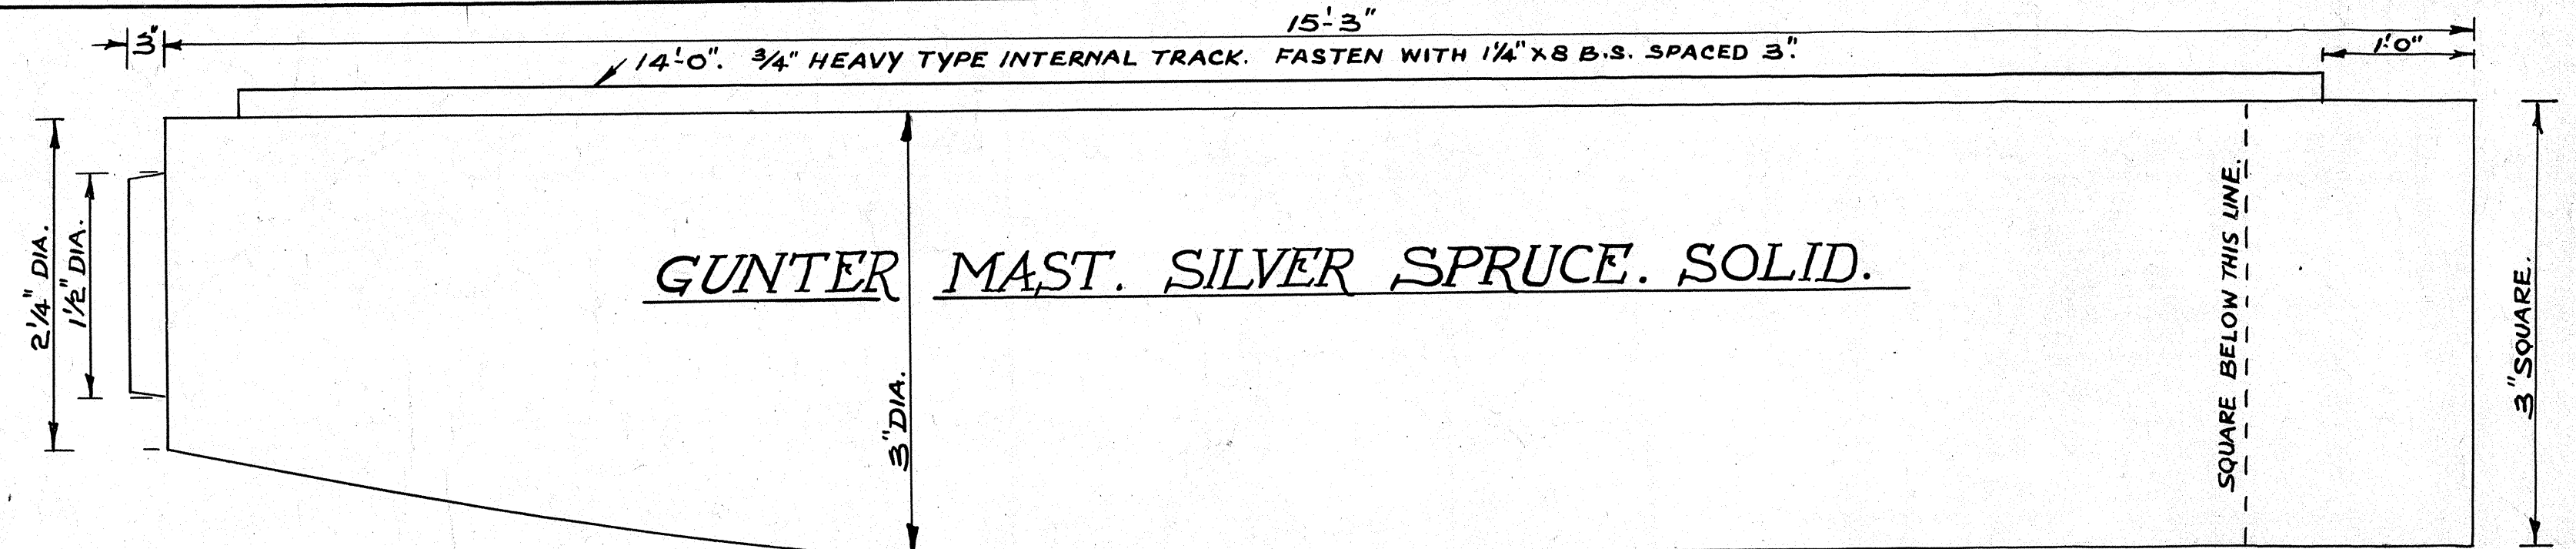 15'-3"
3"
14'-0". 3/4" HEAVY TYPE INTERNAL TRACK. FASTEN WITH 1 1/4" X 8 B.S. SPACED 3".
1'-0"
2 1/4" DIA.
1 1/2" DIA.
GUNTER MAST. SILVER SPRUCE. SOLID.
3" DIA.
SQUARE BELOW THIS LINE.
3" SQUARE.